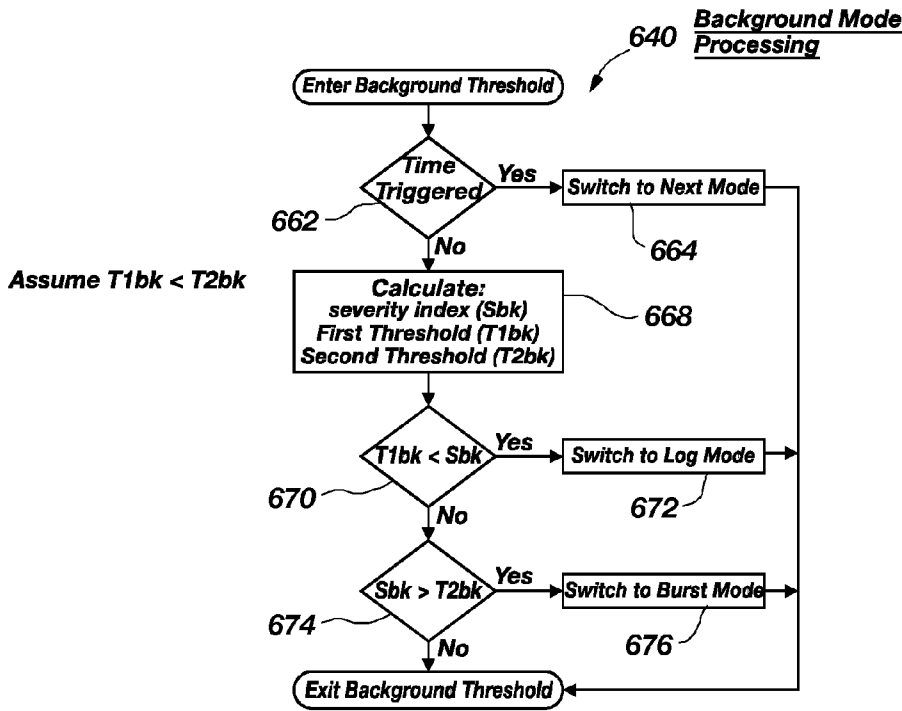 Background Mode
Processing
640
Enter Background Threshold
Time
Triggered
Yes
Switch to Next Mode
662
664
No
Assume T1bk < T2bk
Calculate:
severity index (Sbk)
First Threshold (T1bk)
Second Threshold (T2bk)
668
T1bk < Sbk
Yes
Switch to Log Mode
670
672
No
Sbk > T2bk
Yes
Switch to Burst Mode
674
676
No
Exit Background Threshold